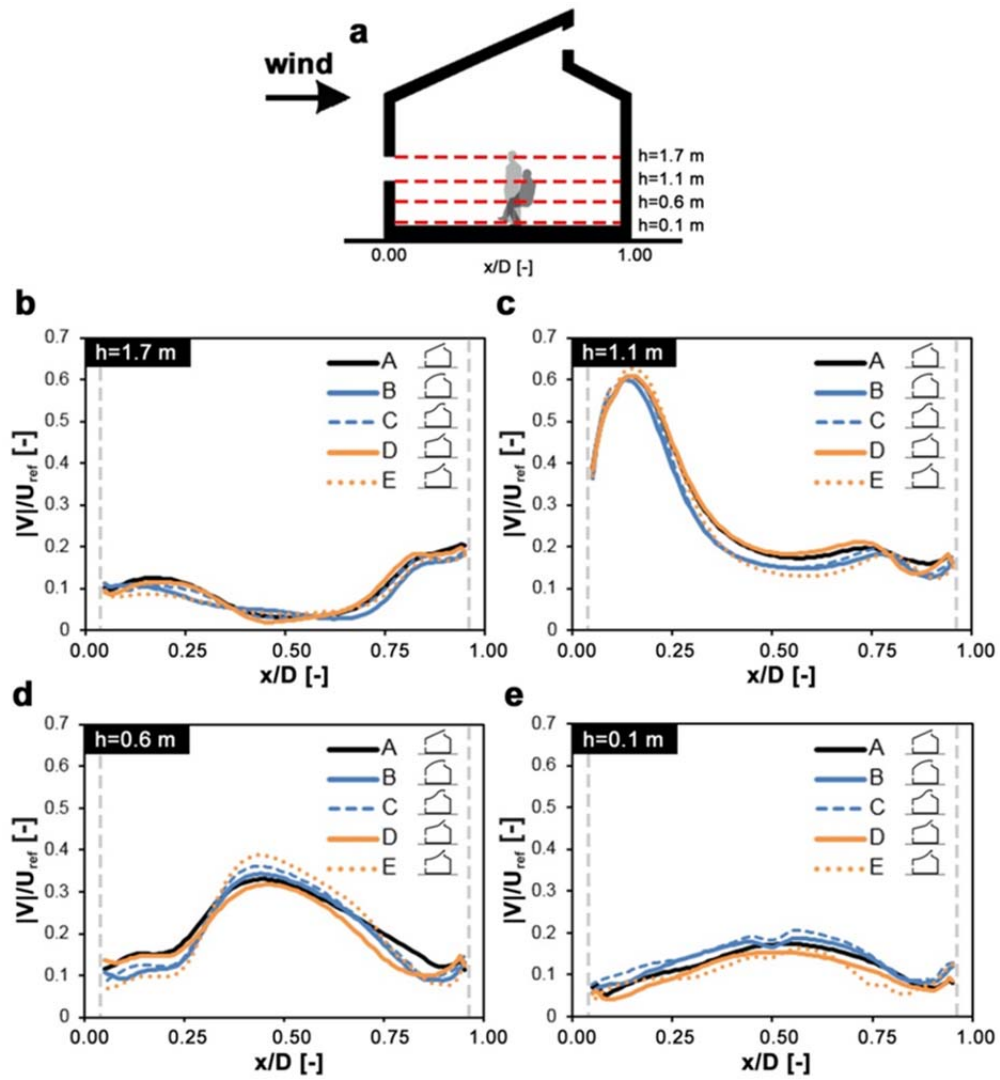 a
wind
h=1.7 m
h=1.1 m
h=0.6 m
h=0.1 m
0.00 1.00
x/D [-]
b
h=1.7 m
0.7
0.6
0.5
0.4
0.3
0.2
0.1
0
|V|/Uref [-]
A
B
C
D
E
0.00 0.25 0.50 0.75 1.00
x/D [-]
c
h=1.1 m
0.7
0.6
0.5
0.4
0.3
0.2
0.1
0
|V|/Uref [-]
A
B
C
D
E
0.00 0.25 0.50 0.75 1.00
x/D [-]
d
h=0.6 m
0.7
0.6
0.5
0.4
0.3
0.2
0.1
0
|V|/Uref [-]
A
B
C
D
E
0.00 0.25 0.50 0.75 1.00
x/D [-]
e
h=0.1 m
0.7
0.6
0.5
0.4
0.3
0.2
0.1
0
|V|/Uref [-]
A
B
C
D
E
0.00 0.25 0.50 0.75 1.00
x/D [-]